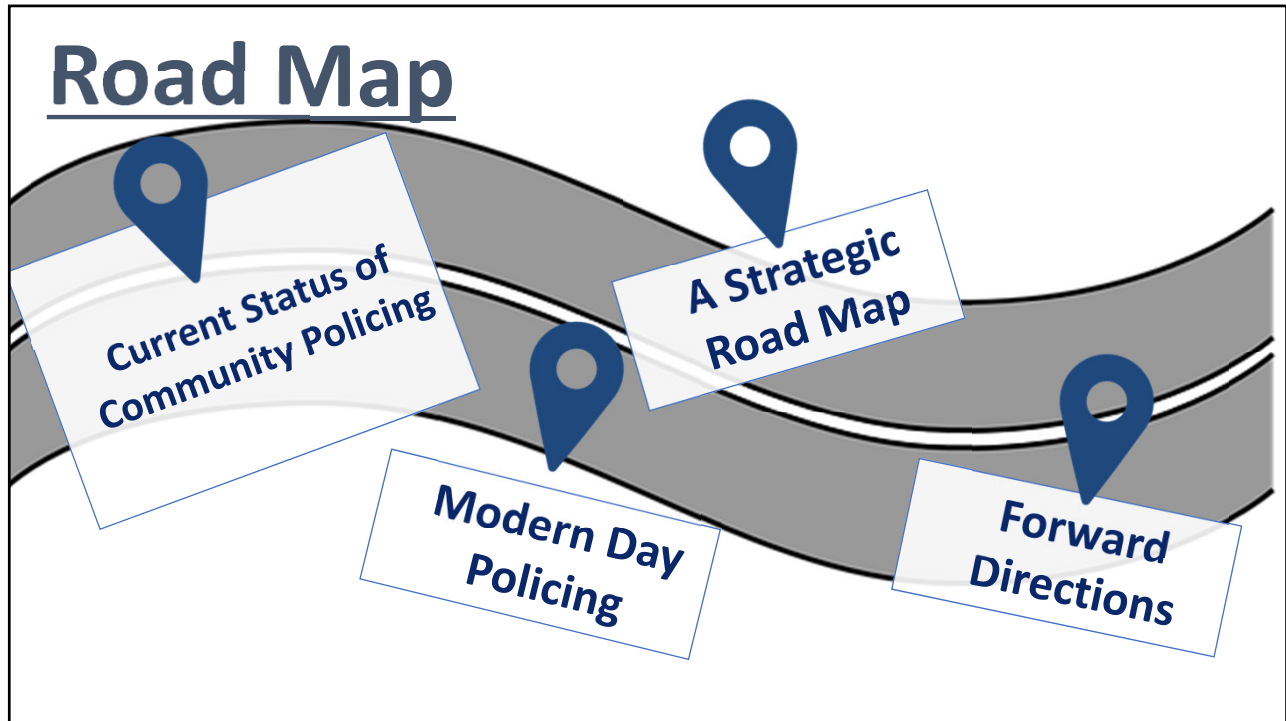 Road Map
Current Status of
Community Policing
Modern Day
Policing
A Strategic
Road Map
Forward
Directions